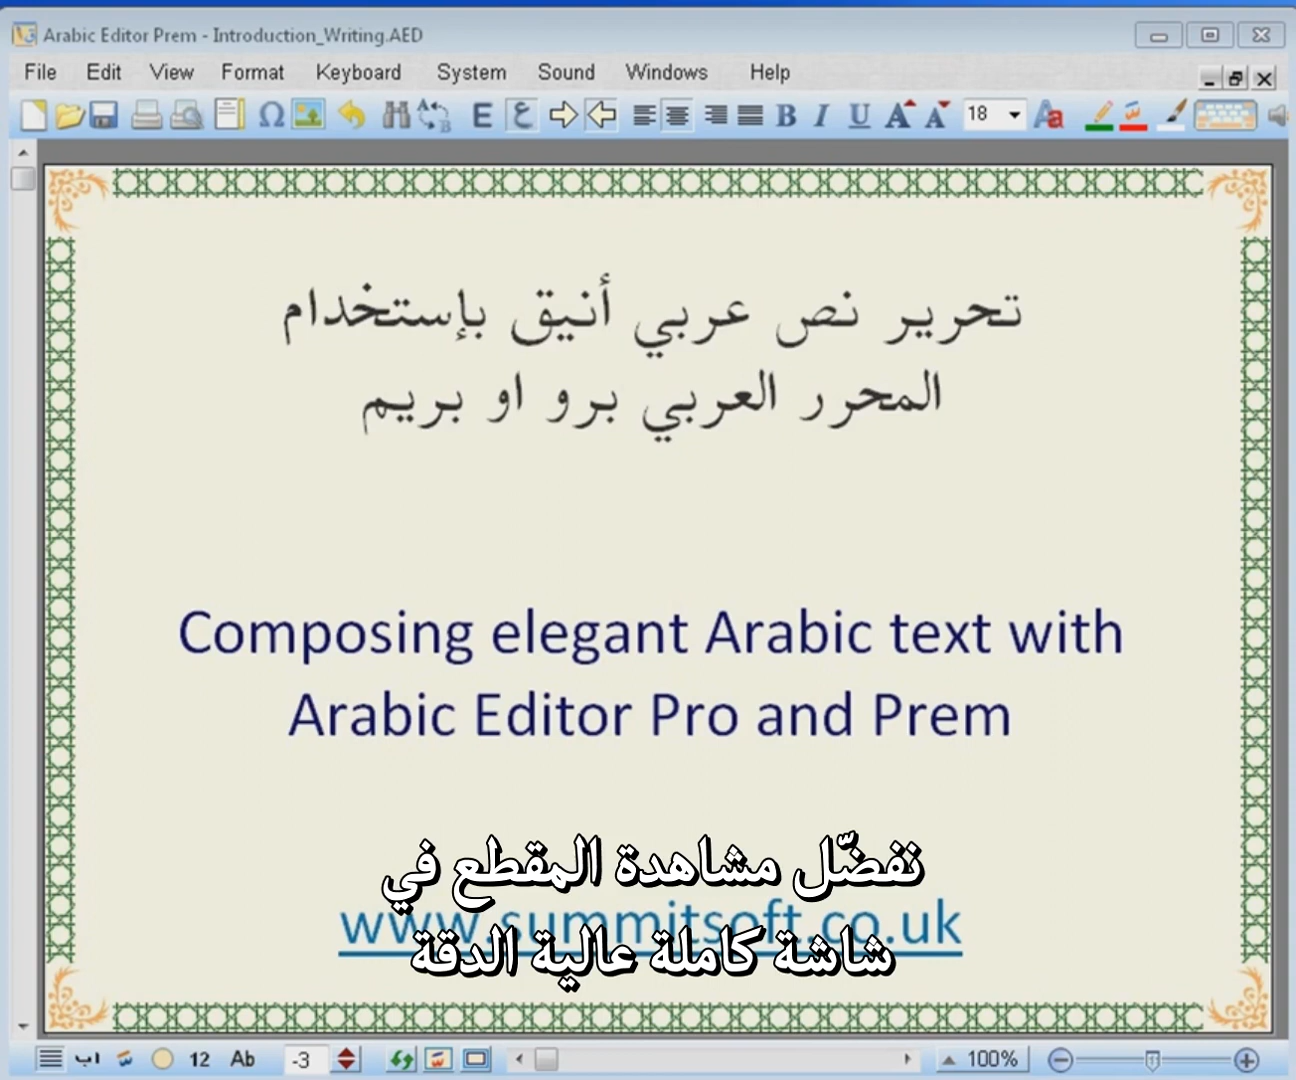 Arabic Editor Prem - Introduction_Writing.AED
File Edit View Format Keyboard System Sound Windows Help
E ع B I U A A 18 Aa
تحرير نص عربي أنيق بإستخدام
المحرر العربي برو او بريم
Composing elegant Arabic text with
Arabic Editor Pro and Prem
نفضّل مشاهدة المقطع في
www.summitsoft.co.uk
شاشة كاملة عالية الدقة
12 Ab -3 100%